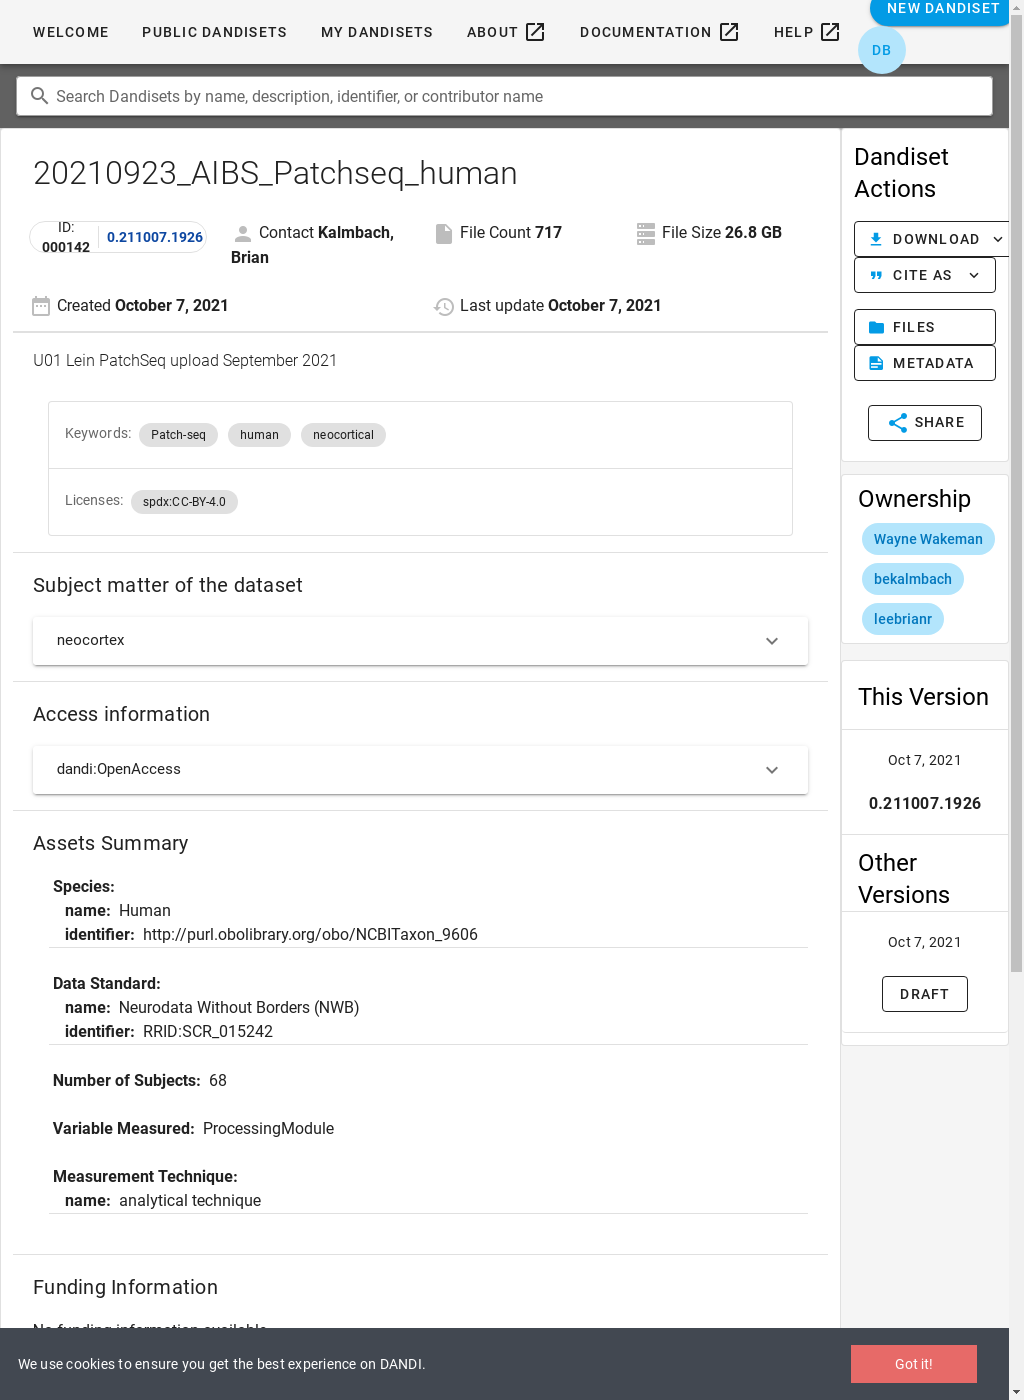 WELCOME
PUBLIC DANDISETS
MY DANDISETS
ABOUT
DOCUMENTATION
HELP
NEW DANDISET
DB
Search Dandisets by name, description, identifier, or contributor name
20210923_AIBS_Patchseq_human
ID:
000142
0.211007.1926
Contact Kalmbach,
Brian
File Count 717
File Size 26.8 GB
Created October 7, 2021
Last update October 7, 2021
U01 Lein PatchSeq upload September 2021
Keywords: Patch-seq human neocortical
Licenses: spdx:CC-BY-4.0
Subject matter of the dataset
neocortex
Access information
dandi:OpenAccess
Assets Summary
Species:
name: Human
identifier: http://purl.obolibrary.org/obo/NCBITaxon_9606
Data Standard:
name: Neurodata Without Borders (NWB)
identifier: RRID:SCR_015242
Number of Subjects: 68
Variable Measured: ProcessingModule
Measurement Technique:
name: analytical technique
Funding Information
No funding information available
Dandiset
Actions
DOWNLOAD
CITE AS
FILES
METADATA
SHARE
Ownership
Wayne Wakeman
bekalmbach
leebrianr
This Version
Oct 7, 2021
0.211007.1926
Other
Versions
Oct 7, 2021
DRAFT
We use cookies to ensure you get the best experience on DANDI.
Got it!